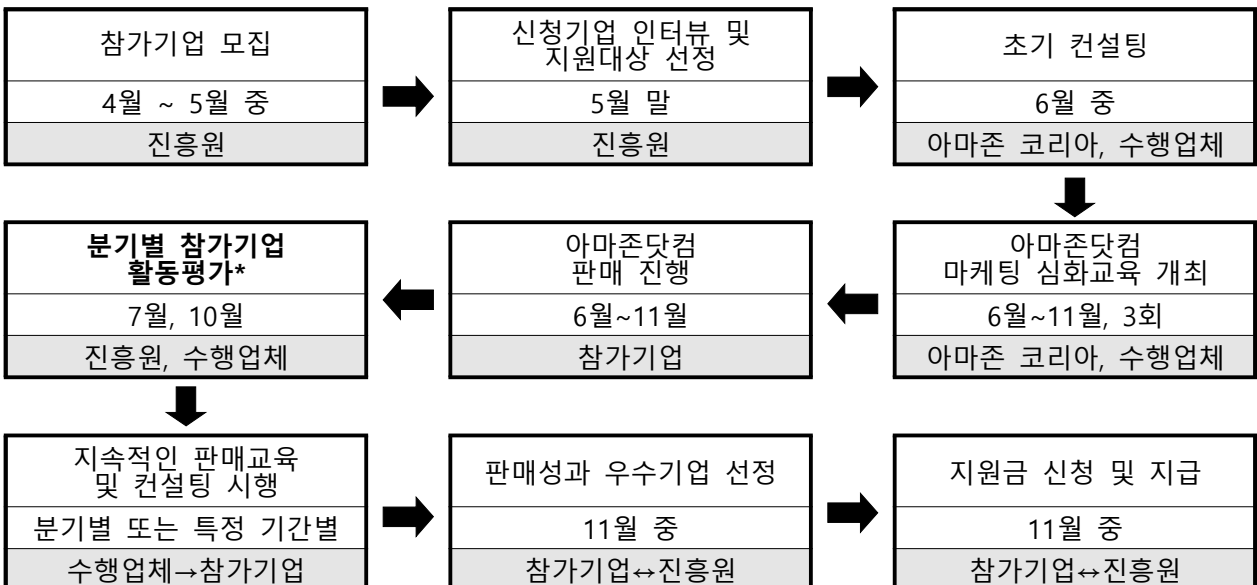 참가기업 모집
4월 ~ 5월 중
진흥원
신청기업 인터뷰 및
지원대상 선정
5월 말
진흥원
초기 컨설팅
6월 중
아마존 코리아, 수행업체
아마존닷컴
마케팅 심화교육 개최
6월~11월, 3회
아마존 코리아, 수행업체
아마존닷컴
판매 진행
6월~11월
참가기업
분기별 참가기업
활동평가*
7월, 10월
진흥원, 수행업체
지속적인 판매교육
및 컨설팅 시행
분기별 또는 특정 기간별
수행업체→참가기업
판매성과 우수기업 선정
11월 중
참가기업↔진흥원
지원금 신청 및 지급
11월 중
참가기업↔진흥원